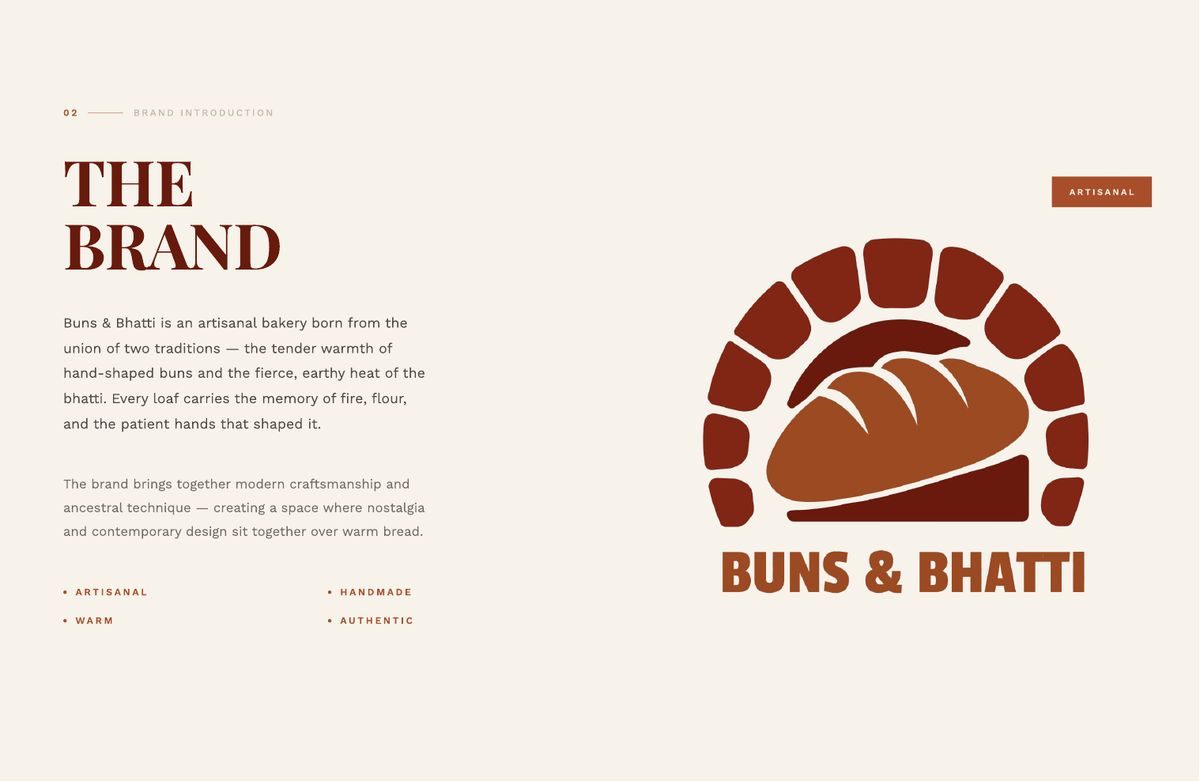 02 BRAND INTRODUCTION
THE
BRAND
Buns & Bhatti is an artisanal bakery born from the
union of two traditions — the tender warmth of
hand-shaped buns and the fierce, earthy heat of the
bhatti. Every loaf carries the memory of fire, flour,
and the patient hands that shaped it.
The brand brings together modern craftsmanship and
ancestral technique — creating a space where nostalgia
and contemporary design sit together over warm bread.
• ARTISANAL
• HANDMADE
• WARM
• AUTHENTIC
ARTISANAL
BUNS & BHATTI